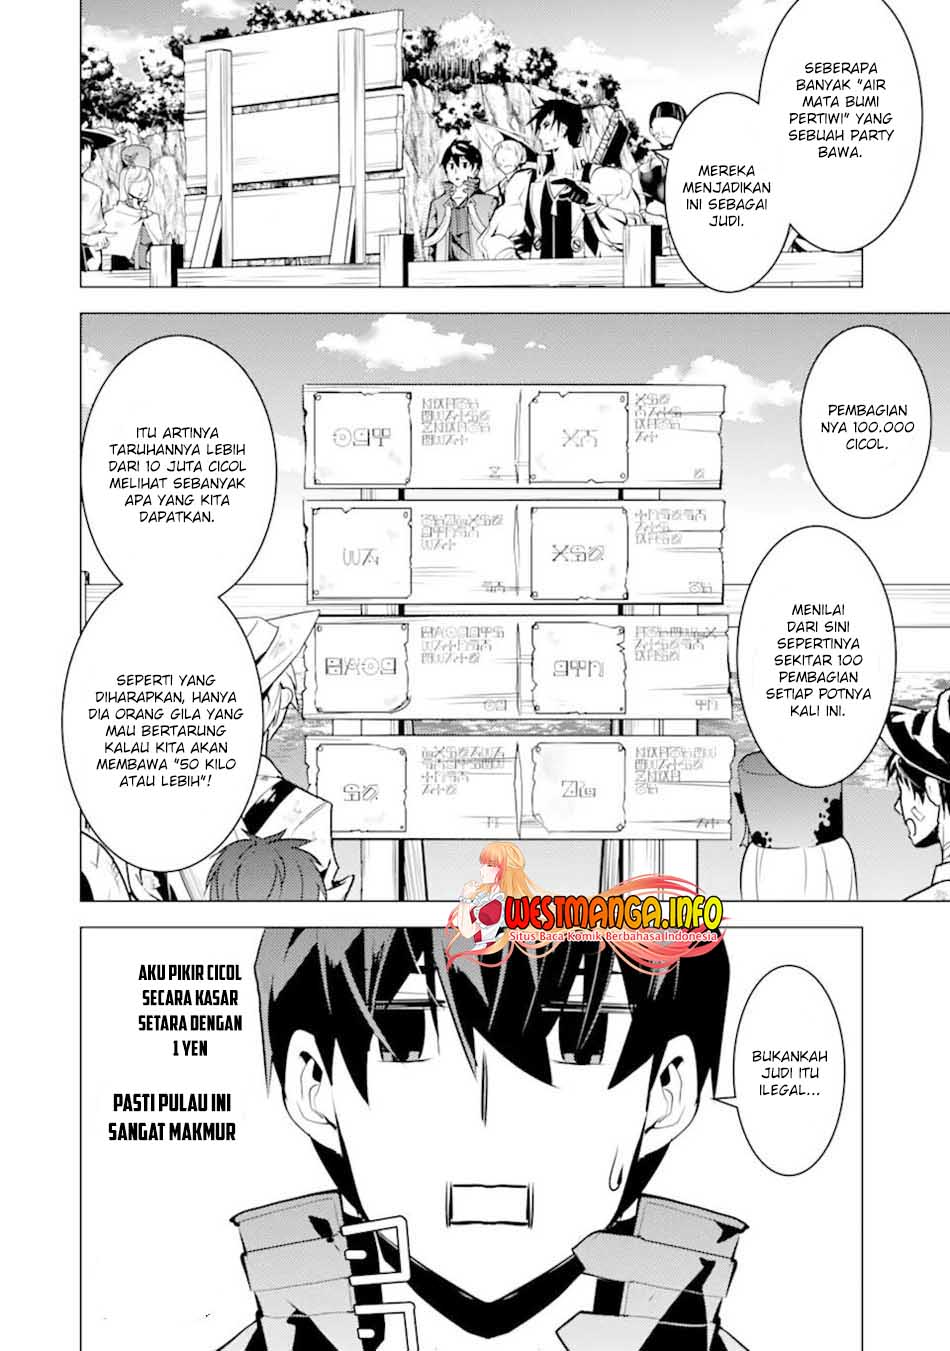 SEBERAPA
BANYAK "AIR
MATA BUMI
PERTIWI" YANG
SEBUAH PARTY
BAWA.
MEREKA
MENJADIKAN
INI SEBAGAI
JUDI.
PEMBAGIAN
NYA 100.000
CICOL.
MENILAI
DARI SINI
SEPERTINYA
SEKITAR 100
PEMBAGIAN
SETIAP POTNYA
KALI INI.
ITU ARTINYA
TARUHANNYA LEBIH
DARI 10 JUTA CICOL
MELIHAT SEBANYAK
APA YANG KITA
DAPATKAN.
SEPERTI YANG
DIHARAPKAN, HANYA
DIA ORANG GILA YANG
MAU BERTARUNG
KALAU KITA AKAN
MEMBAWA "50 KILO
ATAU LEBIH"!
WESTMANGA.INFO
SITUS BACA KOMIK BERBAHASA INDONESIA
BUKANKAH
JUDI ITU
ILEGAL...
AKU PIKIR CICOL
SECARA KASAR
SETARA DENGAN
1 YEN
PASTI PULAU INI
SANGAT MAKMUR